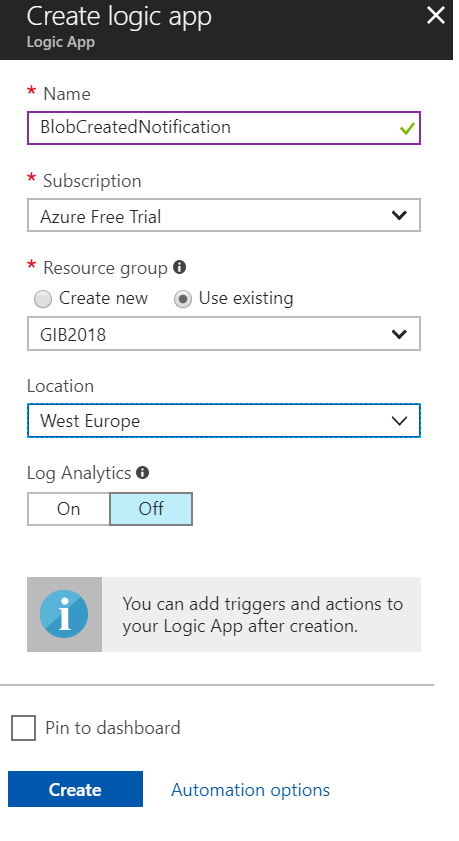 Create logic app
Logic App
* Name
BlobCreatedNotification
* Subscription
Azure Free Trial
* Resource group
Create new Use existing
GIB2018
Location
West Europe
Log Analytics
On Off
You can add triggers and actions to
your Logic App after creation.
Pin to dashboard
Create Automation options